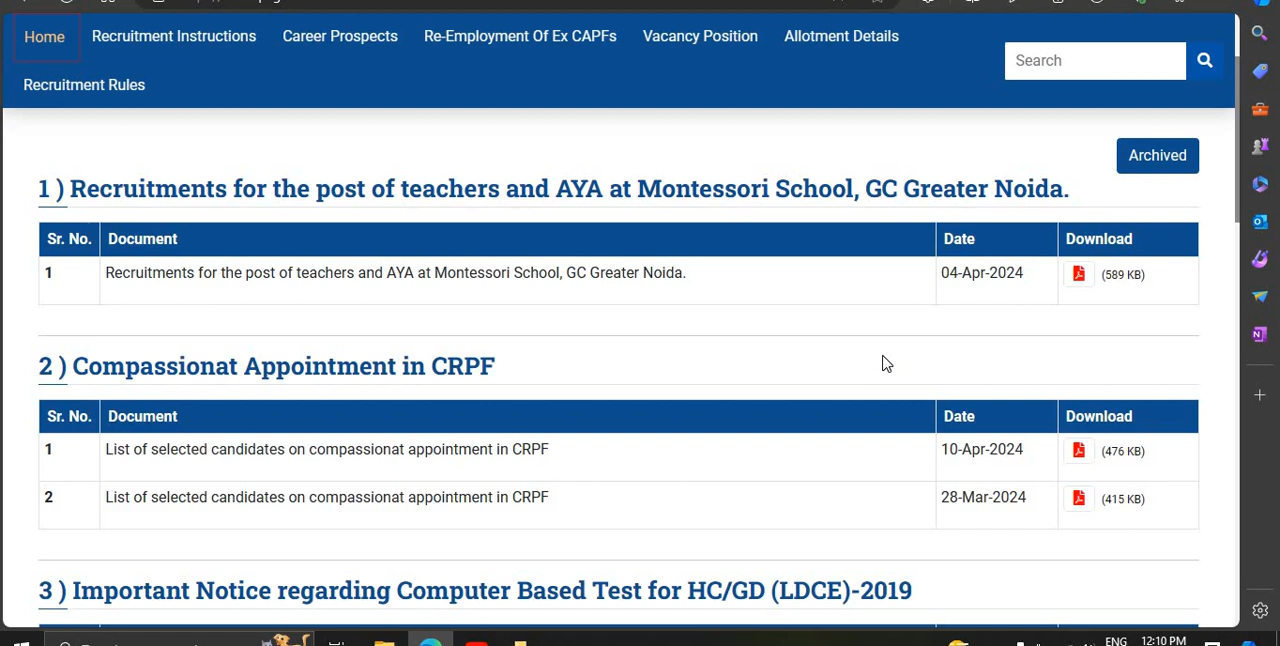 Home Recruitment Instructions Career Prospects Re-Employment Of Ex CAPFs Vacancy Position Allotment Details
Search
Recruitment Rules
Archived
1 ) Recruitments for the post of teachers and AYA at Montessori School, GC Greater Noida.
Sr. No. Document Date Download
1 Recruitments for the post of teachers and AYA at Montessori School, GC Greater Noida. 04-Apr-2024 (589 KB)
2 ) Compassionat Appointment in CRPF
Sr. No. Document Date Download
1 List of selected candidates on compassionat appointment in CRPF 10-Apr-2024 (476 KB)
2 List of selected candidates on compassionat appointment in CRPF 28-Mar-2024 (415 KB)
3 ) Important Notice regarding Computer Based Test for HC/GD (LDCE)-2019
ENG 12:10 PM